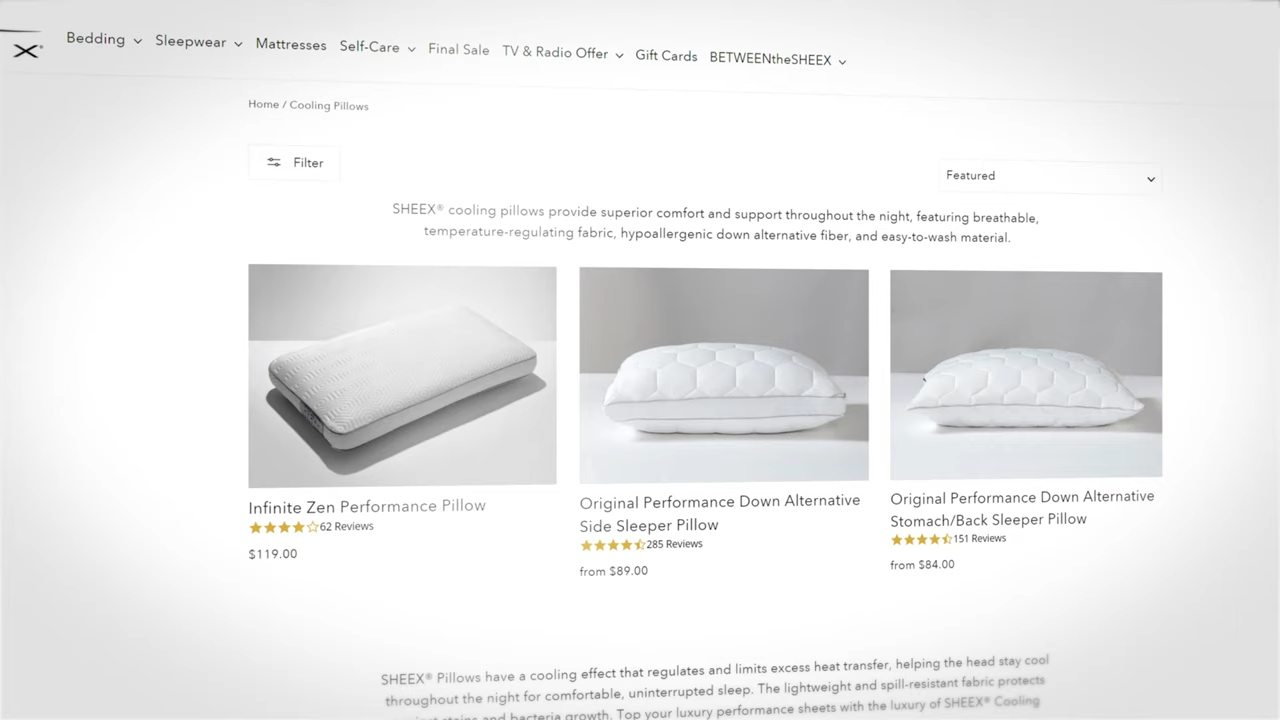 Bedding
Sleepwear
Mattresses
Self-Care
Final Sale
TV & Radio Offer
Gift Cards
BETWEENtheSHEEX
Home / Cooling Pillows
Filter
Featured
SHEEX® cooling pillows provide superior comfort and support throughout the night, featuring breathable,
temperature-regulating fabric, hypoallergenic down alternative fiber, and easy-to-wash material.
Infinite Zen Performance Pillow
62 Reviews
$119.00
Original Performance Down Alternative
Side Sleeper Pillow
285 Reviews
from $89.00
Original Performance Down Alternative
Stomach/Back Sleeper Pillow
151 Reviews
from $84.00
SHEEX® Pillows have a cooling effect that regulates and limits excess heat transfer, helping the head stay cool
throughout the night for comfortable, uninterrupted sleep. The lightweight and spill-resistant fabric protects
stains and bacteria growth. Top your luxury performance sheets with the luxury of SHEEX® Cooling